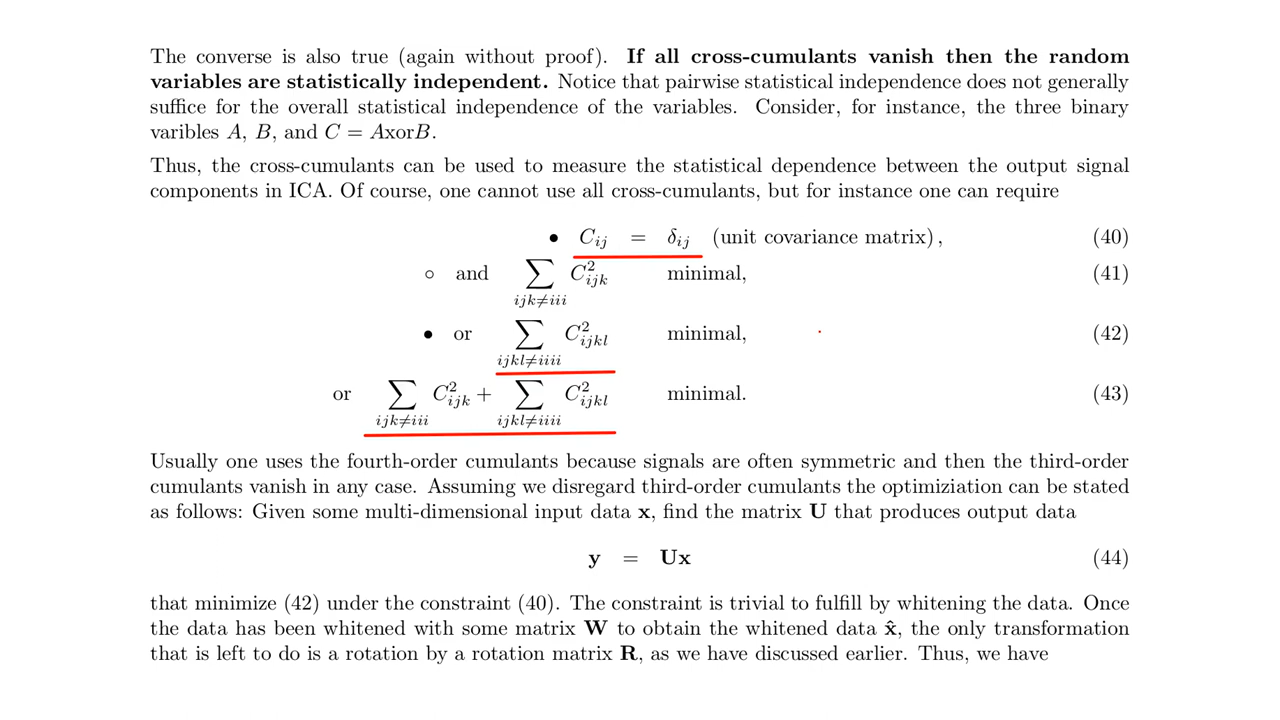 The converse is also true (again without proof). If all cross-cumulants vanish then the random
variables are statistically independent. Notice that pairwise statistical independence does not generally
suffice for the overall statistical independence of the variables. Consider, for instance, the three binary
varibles A, B, and C = AxorB.
Thus, the cross-cumulants can be used to measure the statistical dependence between the output signal
components in ICA. Of course, one cannot use all cross-cumulants, but for instance one can require
• C_{ij} = δ_{ij} (unit covariance matrix) , (40)
◦ and ∑_{ijk≠iii} C²_{ijk} minimal, (41)
• or ∑_{ijkl≠iiii} C²_{ijkl} minimal, (42)
or ∑_{ijk≠iii} C²_{ijk} + ∑_{ijkl≠iiii} C²_{ijkl} minimal. (43)
Usually one uses the fourth-order cumulants because signals are often symmetric and then the third-order
cumulants vanish in any case. Assuming we disregard third-order cumulants the optimiziation can be stated
as follows: Given some multi-dimensional input data x, find the matrix U that produces output data
y = Ux (44)
that minimize (42) under the constraint (40). The constraint is trivial to fulfill by whitening the data. Once
the data has been whitened with some matrix W to obtain the whitened data x̂, the only transformation
that is left to do is a rotation by a rotation matrix R, as we have discussed earlier. Thus, we have